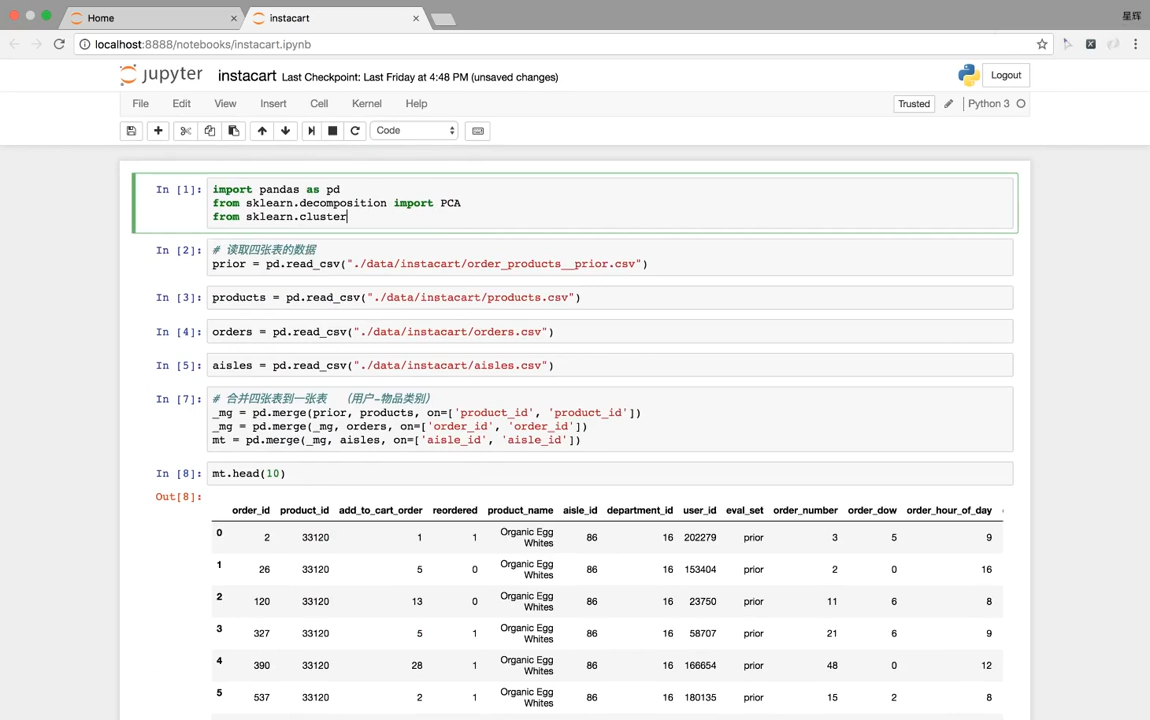 Home
instacart
星辉
localhost:8888/notebooks/instacart.ipynb
jupyter instacart Last Checkpoint: Last Friday at 4:48 PM (unsaved changes)
Logout
File Edit View Insert Cell Kernel Help
Trusted Python 3
Code
In [1]: import pandas as pd
from sklearn.decomposition import PCA
from sklearn.cluster
In [2]: # 读取四张表的数据
prior = pd.read_csv("./data/instacart/order_products__prior.csv")
In [3]: products = pd.read_csv("./data/instacart/products.csv")
In [4]: orders = pd.read_csv("./data/instacart/orders.csv")
In [5]: aisles = pd.read_csv("./data/instacart/aisles.csv")
In [7]: # 合并四张表到一张表 （用户-物品类别）
_mg = pd.merge(prior, products, on=['product_id', 'product_id'])
_mg = pd.merge(_mg, orders, on=['order_id', 'order_id'])
mt = pd.merge(_mg, aisles, on=['aisle_id', 'aisle_id'])
In [8]: mt.head(10)
Out[8]:
order_id product_id add_to_cart_order reordered product_name aisle_id department_id user_id eval_set order_number order_dow order_hour_of_day
0 2 33120 1 1 Organic Egg Whites 86 16 202279 prior 3 5 9
1 26 33120 5 0 Organic Egg Whites 86 16 153404 prior 2 0 16
2 120 33120 13 0 Organic Egg Whites 86 16 23750 prior 11 6 8
3 327 33120 5 1 Organic Egg Whites 86 16 58707 prior 21 6 9
4 390 33120 28 1 Organic Egg Whites 86 16 166654 prior 48 0 12
5 537 33120 2 1 Organic Egg Whites 86 16 180135 prior 15 2 8